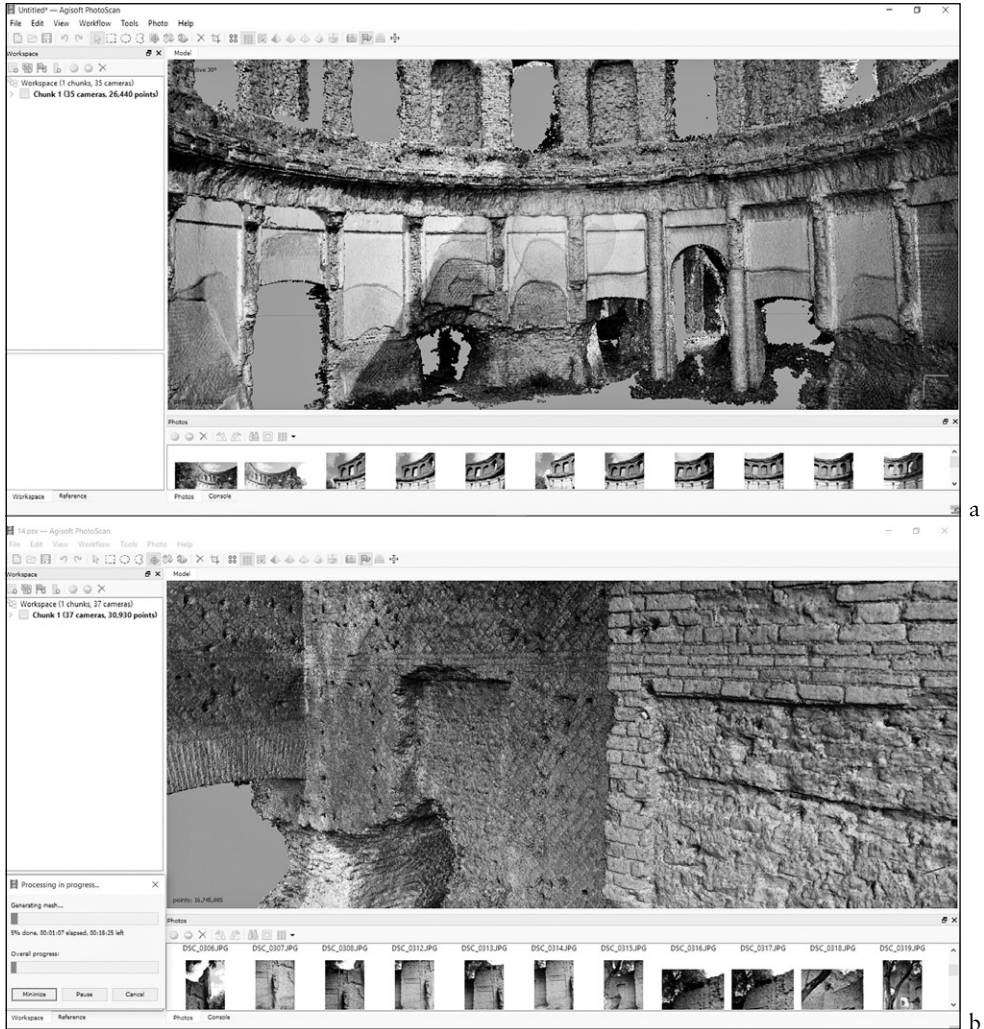 Untitled* — Agisoft PhotoScan
File Edit View Workflow Tools Photo Help
Workspace
Model
Workspace (1 chunks, 35 cameras)
Chunk 1 (35 cameras, 26,440 points)
Photos
Workspace Reference
Photos Console
a
14.psx — Agisoft PhotoScan
File Edit View Workflow Tools Photo Help
Workspace
Model
Workspace (1 chunks, 37 cameras)
Chunk 1 (37 cameras, 30,930 points)
points: 16,745,005
Processing in progress...
Generating mesh...
5% done, 00:01:07 elapsed, 00:18:25 left
Overall progress:
Minimize Pause Cancel
Photos
DSC_0306.JPG DSC_0307.JPG DSC_0308.JPG DSC_0312.JPG DSC_0313.JPG DSC_0314.JPG DSC_0315.JPG DSC_0316.JPG DSC_0317.JPG DSC_0318.JPG DSC_0319.JPG
Workspace Reference
Photos Console
b